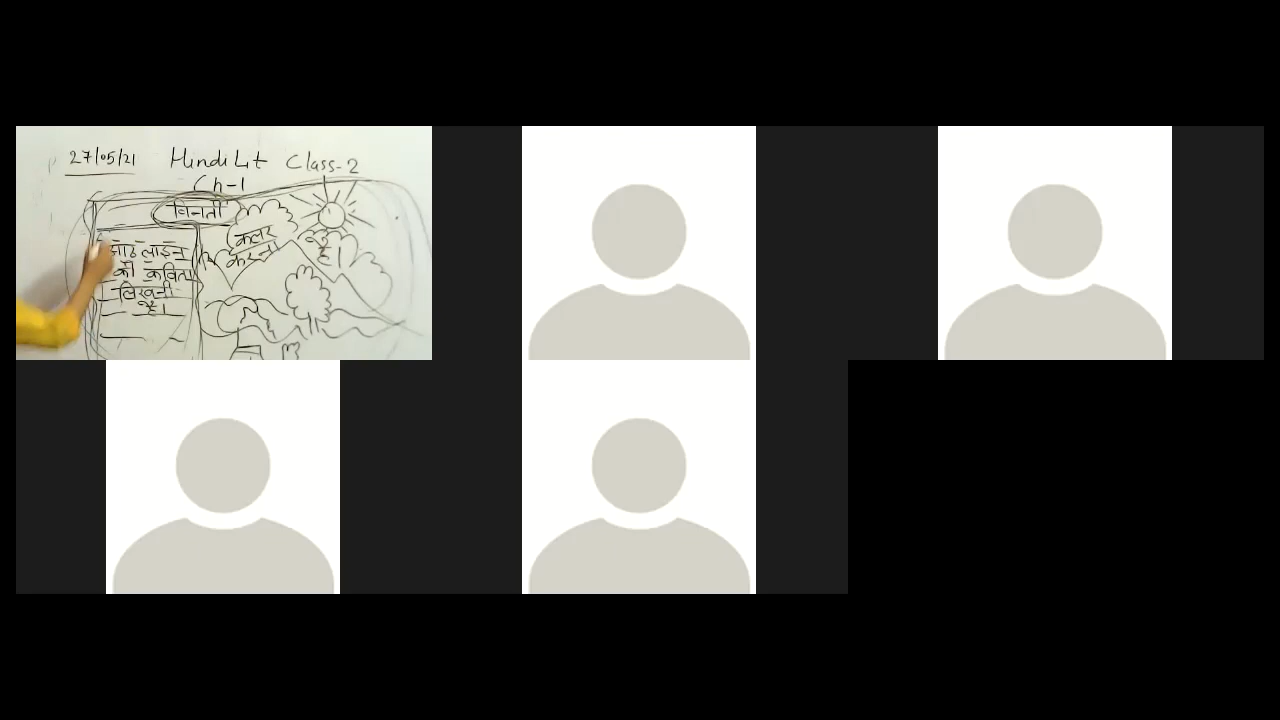 27/05/21 Hindi Lit Class-2
Ch-1
विनती
आठ लाइन
की कविता
लिखनी
है।
कलर
करना
है।